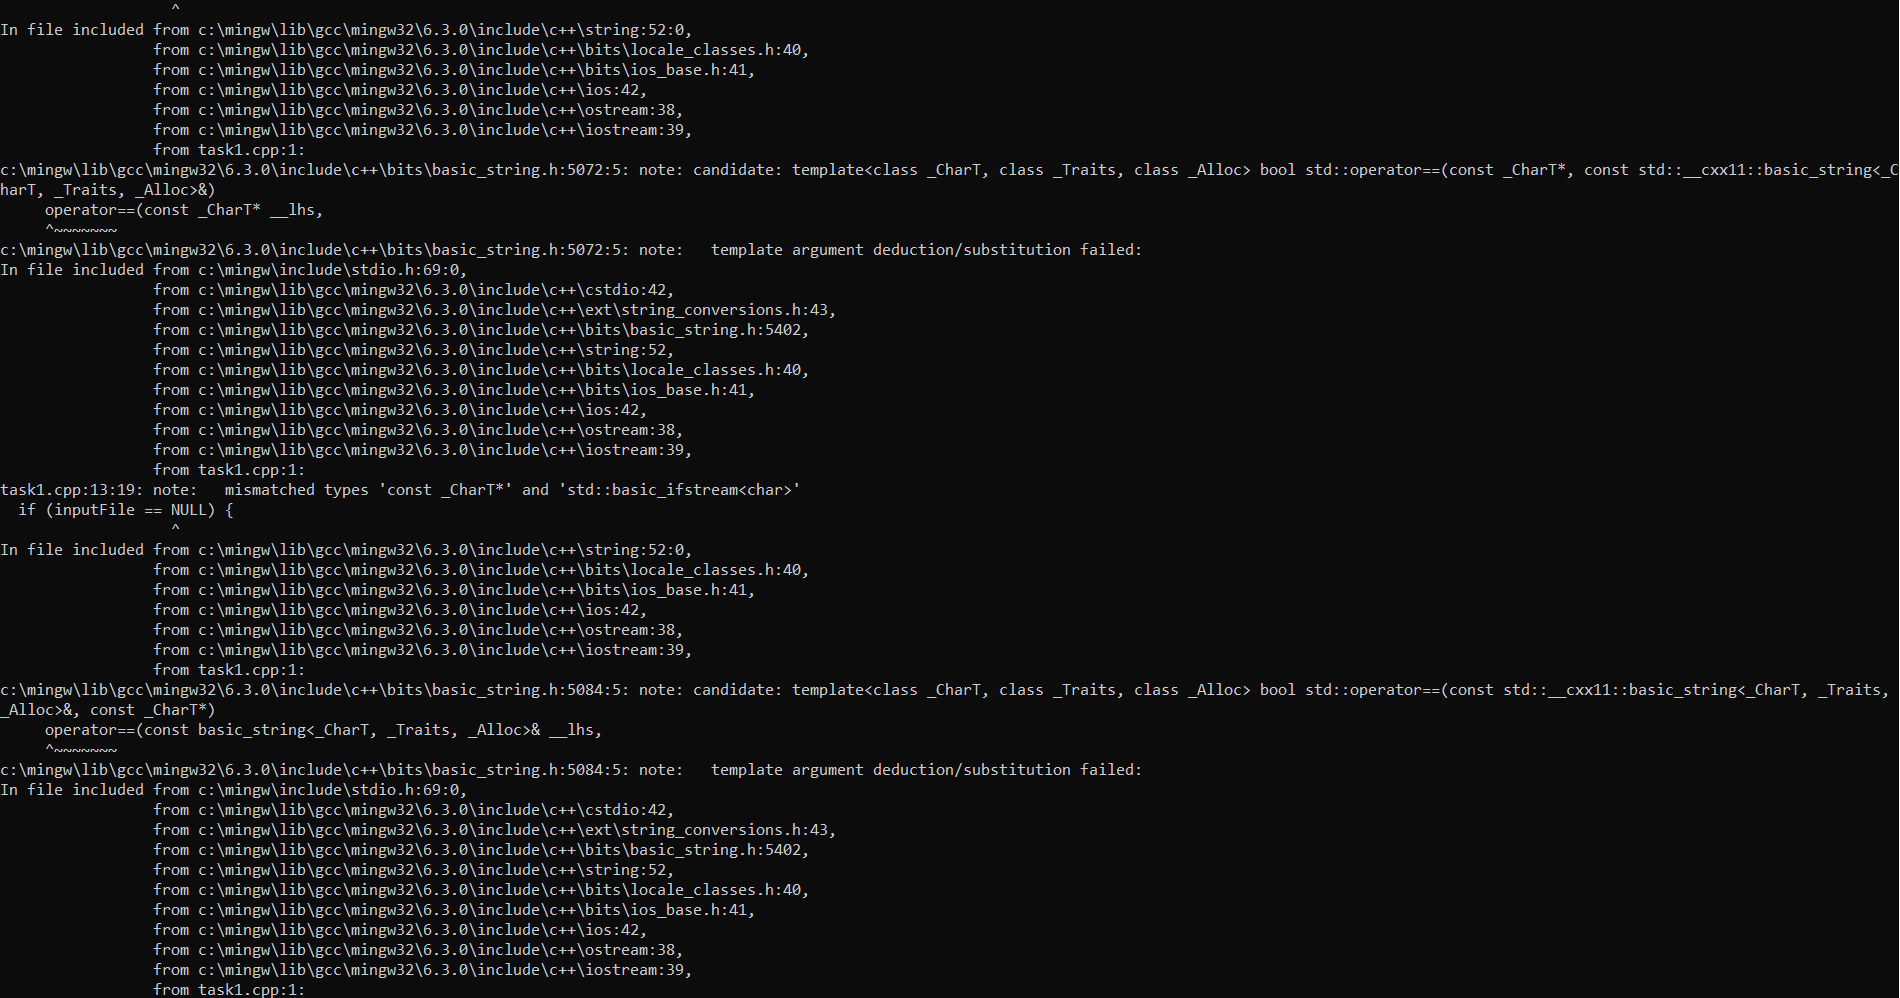 ^
In file included from c:\mingw\lib\gcc\mingw32\6.3.0\include\c++\string:52:0,
                 from c:\mingw\lib\gcc\mingw32\6.3.0\include\c++\bits\locale_classes.h:40,
                 from c:\mingw\lib\gcc\mingw32\6.3.0\include\c++\bits\ios_base.h:41,
                 from c:\mingw\lib\gcc\mingw32\6.3.0\include\c++\ios:42,
                 from c:\mingw\lib\gcc\mingw32\6.3.0\include\c++\ostream:38,
                 from c:\mingw\lib\gcc\mingw32\6.3.0\include\c++\iostream:39,
                 from task1.cpp:1:
c:\mingw\lib\gcc\mingw32\6.3.0\include\c++\bits\basic_string.h:5072:5: note: candidate: template<class _CharT, class _Traits, class _Alloc> bool std::operator==(const _CharT*, const std::__cxx11::basic_string<_C
harT, _Traits, _Alloc>&)
     operator==(const _CharT* __lhs,
     ^~~~~~~~
c:\mingw\lib\gcc\mingw32\6.3.0\include\c++\bits\basic_string.h:5072:5: note:   template argument deduction/substitution failed:
In file included from c:\mingw\include\stdio.h:69:0,
                 from c:\mingw\lib\gcc\mingw32\6.3.0\include\c++\cstdio:42,
                 from c:\mingw\lib\gcc\mingw32\6.3.0\include\c++\ext\string_conversions.h:43,
                 from c:\mingw\lib\gcc\mingw32\6.3.0\include\c++\bits\basic_string.h:5402,
                 from c:\mingw\lib\gcc\mingw32\6.3.0\include\c++\string:52,
                 from c:\mingw\lib\gcc\mingw32\6.3.0\include\c++\bits\locale_classes.h:40,
                 from c:\mingw\lib\gcc\mingw32\6.3.0\include\c++\bits\ios_base.h:41,
                 from c:\mingw\lib\gcc\mingw32\6.3.0\include\c++\ios:42,
                 from c:\mingw\lib\gcc\mingw32\6.3.0\include\c++\ostream:38,
                 from c:\mingw\lib\gcc\mingw32\6.3.0\include\c++\iostream:39,
                 from task1.cpp:1:
task1.cpp:13:19: note:   mismatched types 'const _CharT*' and 'std::basic_ifstream<char>'
  if (inputFile == NULL) {
                   ^
In file included from c:\mingw\lib\gcc\mingw32\6.3.0\include\c++\string:52:0,
                 from c:\mingw\lib\gcc\mingw32\6.3.0\include\c++\bits\locale_classes.h:40,
                 from c:\mingw\lib\gcc\mingw32\6.3.0\include\c++\bits\ios_base.h:41,
                 from c:\mingw\lib\gcc\mingw32\6.3.0\include\c++\ios:42,
                 from c:\mingw\lib\gcc\mingw32\6.3.0\include\c++\ostream:38,
                 from c:\mingw\lib\gcc\mingw32\6.3.0\include\c++\iostream:39,
                 from task1.cpp:1:
c:\mingw\lib\gcc\mingw32\6.3.0\include\c++\bits\basic_string.h:5084:5: note: candidate: template<class _CharT, class _Traits, class _Alloc> bool std::operator==(const std::__cxx11::basic_string<_CharT, _Traits,
_Alloc>&, const _CharT*)
     operator==(const basic_string<_CharT, _Traits, _Alloc>& __lhs,
     ^~~~~~~~
c:\mingw\lib\gcc\mingw32\6.3.0\include\c++\bits\basic_string.h:5084:5: note:   template argument deduction/substitution failed:
In file included from c:\mingw\include\stdio.h:69:0,
                 from c:\mingw\lib\gcc\mingw32\6.3.0\include\c++\cstdio:42,
                 from c:\mingw\lib\gcc\mingw32\6.3.0\include\c++\ext\string_conversions.h:43,
                 from c:\mingw\lib\gcc\mingw32\6.3.0\include\c++\bits\basic_string.h:5402,
                 from c:\mingw\lib\gcc\mingw32\6.3.0\include\c++\string:52,
                 from c:\mingw\lib\gcc\mingw32\6.3.0\include\c++\bits\locale_classes.h:40,
                 from c:\mingw\lib\gcc\mingw32\6.3.0\include\c++\bits\ios_base.h:41,
                 from c:\mingw\lib\gcc\mingw32\6.3.0\include\c++\ios:42,
                 from c:\mingw\lib\gcc\mingw32\6.3.0\include\c++\ostream:38,
                 from c:\mingw\lib\gcc\mingw32\6.3.0\include\c++\iostream:39,
                 from task1.cpp:1: